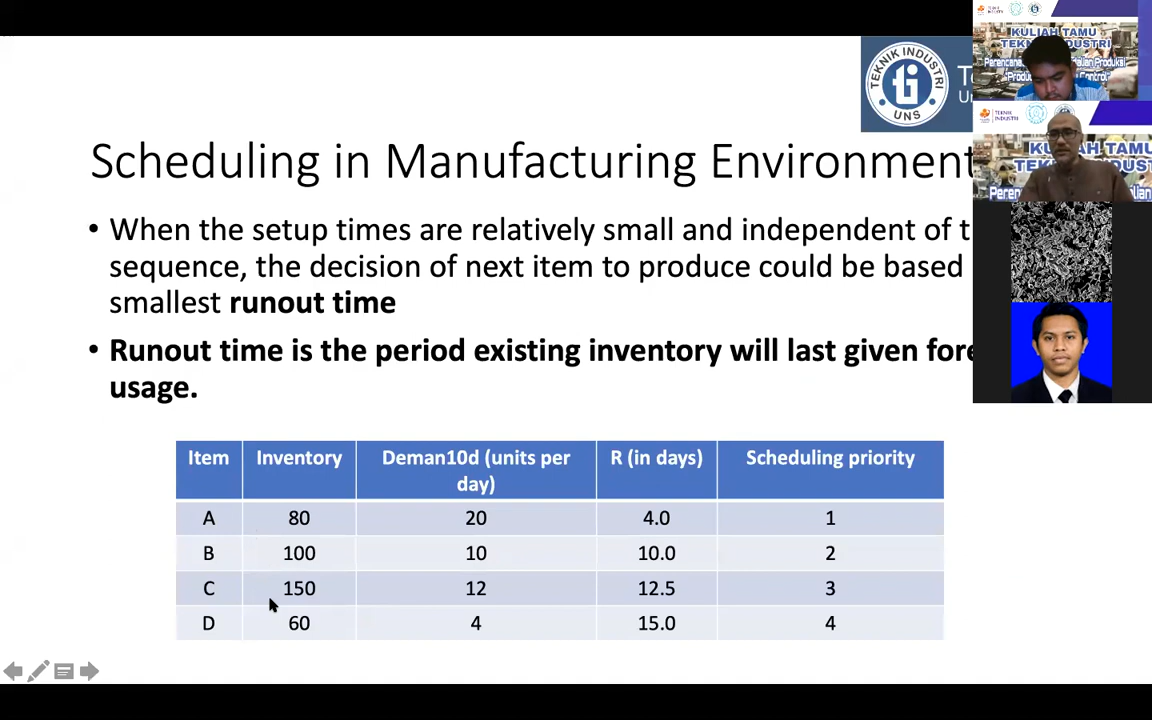 KULIAH TAMU
TEKNIK INDUSTRI
TEKNIK INDUSTRI
UNS
Scheduling in Manufacturing Environment
• When the setup times are relatively small and independent of t
sequence, the decision of next item to produce could be based
smallest runout time
• Runout time is the period existing inventory will last given fore
usage.
Item Inventory Deman10d (units per day) R (in days) Scheduling priority
A 80 20 4.0 1
B 100 10 10.0 2
C 150 12 12.5 3
D 60 4 15.0 4